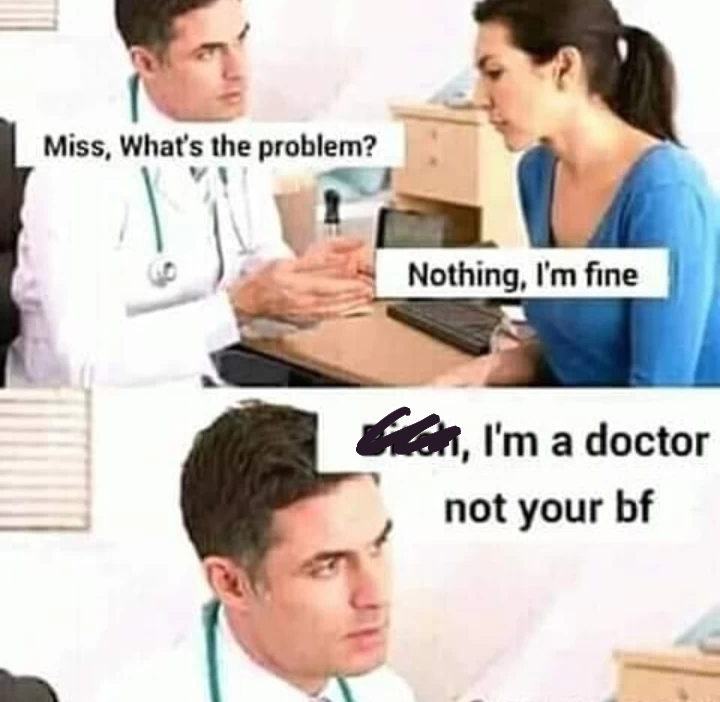 Miss, What's the problem?
Nothing, I'm fine
, I'm a doctor
not your bf